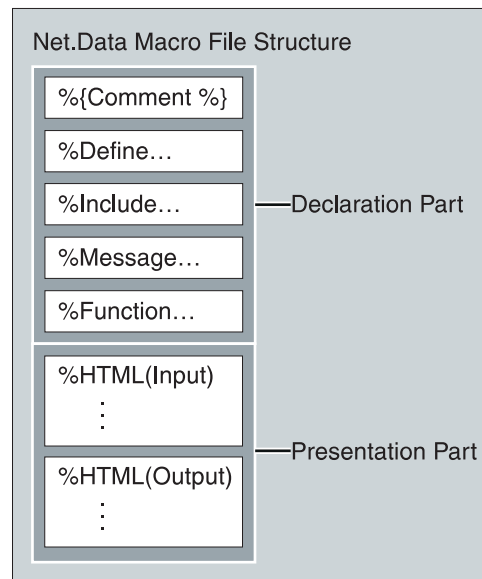 Net.Data Macro File Structure
%{Comment %}
%Define…
%Include…
Declaration Part
%Message…
%Function…
%HTML(Input)
⋮
Presentation Part
%HTML(Output)
⋮